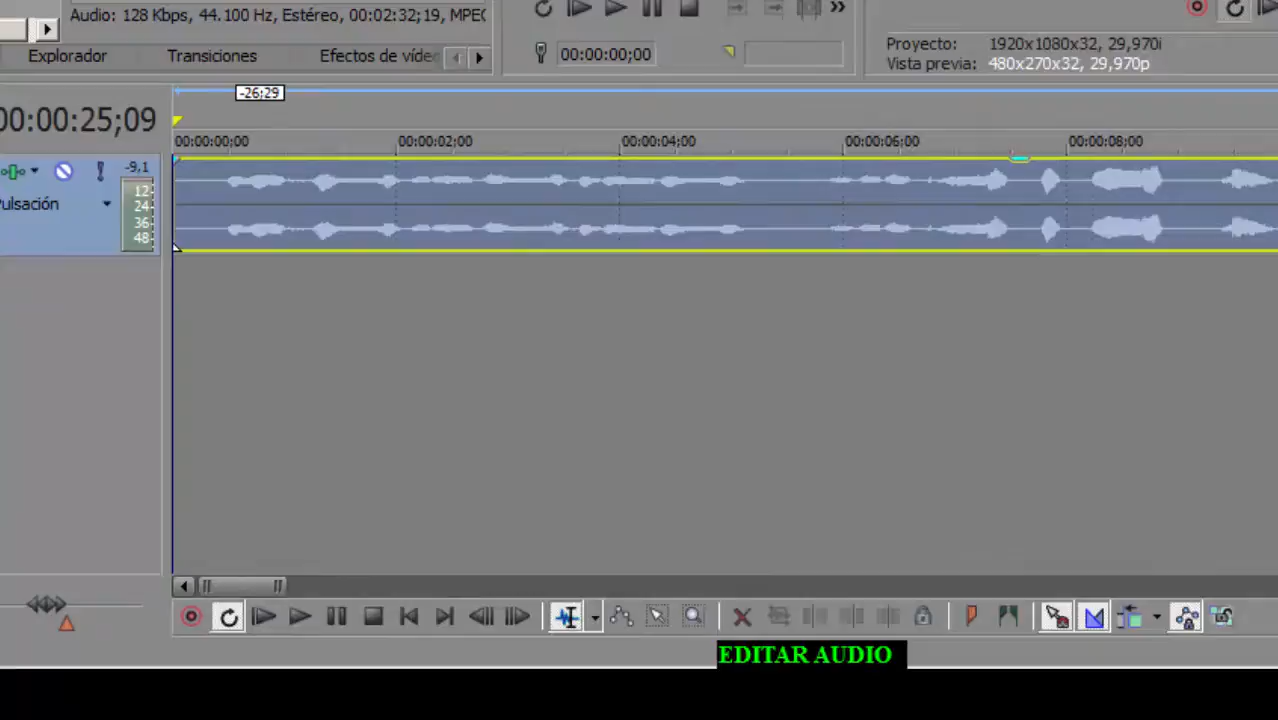 Audio: 128 Kbps, 44.100 Hz, Estéreo, 00:02:32;19, MPEG
Explorador Transiciones Efectos de víde
00:00:00;00
Proyecto: 1920x1080x32, 29,970i
Vista previa: 480x270x32, 29,970p
-26;29
00:00:25;09
00:00:00;00 00:00:02;00 00:00:04;00 00:00:06;00 00:00:08;00
-9,1
12
24
36
48
Pulsación
EDITAR AUDIO